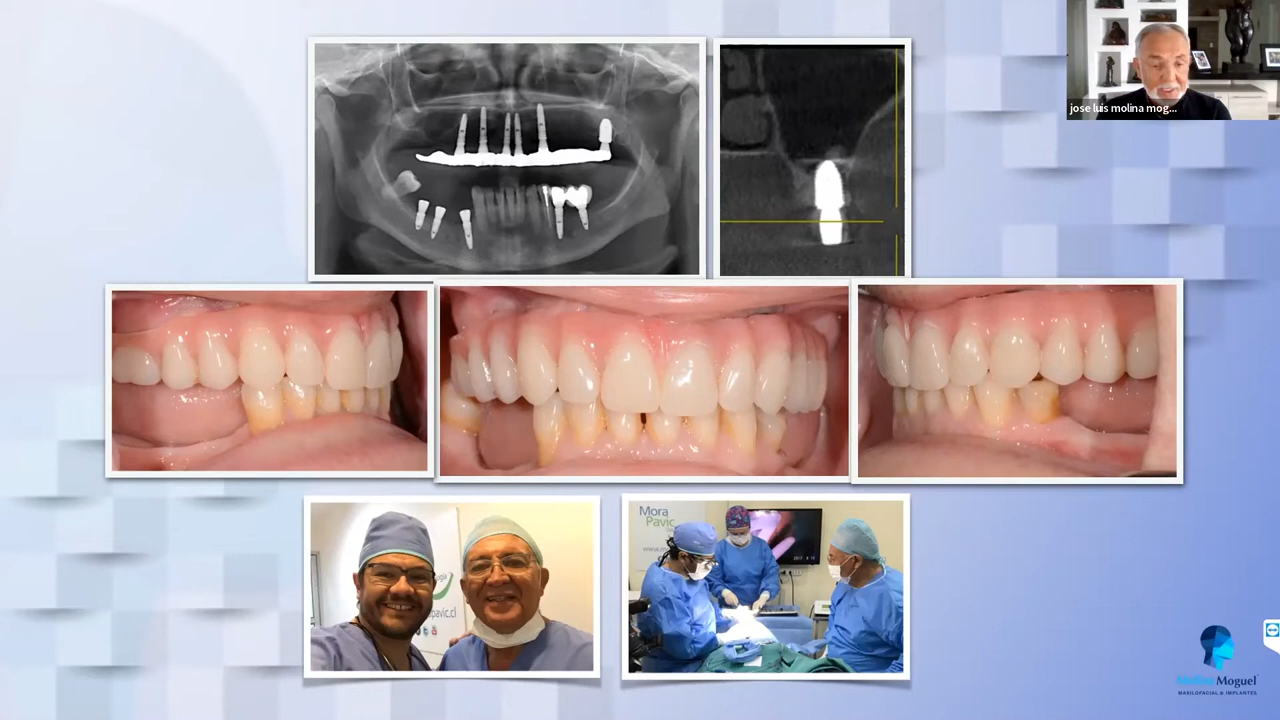 jose luis molina mog...
Mora
Pavic
pavic.cl
Molina Moguel
MAXILOFACIAL & IMPLANTES